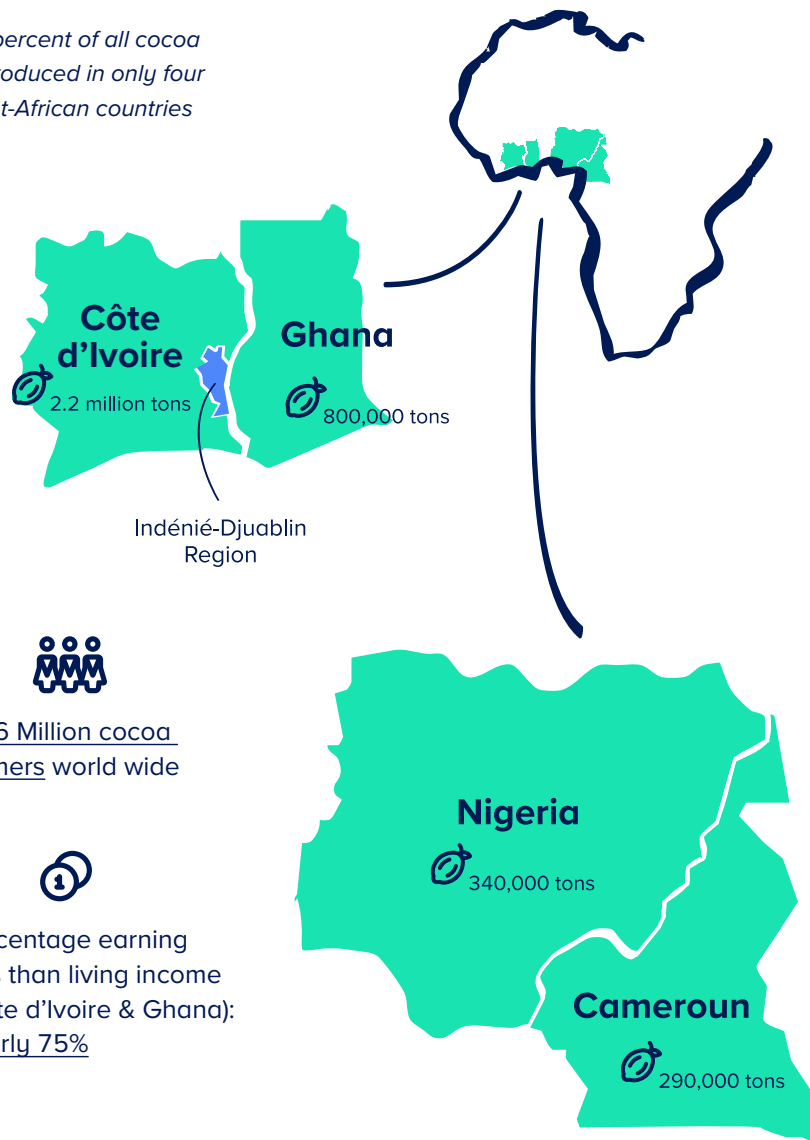 percent of all cocoa
roduced in only four
t-African countries
Côte
d'Ivoire
2.2 million tons
Ghana
800,000 tons
Indénié-Djuablin
Region
6 Million cocoa
ners world wide
Nigeria
340,000 tons
1
centage earning
s than living income
te d'Ivoire & Ghana):
rly 75%
Cameroun
290,000 tons